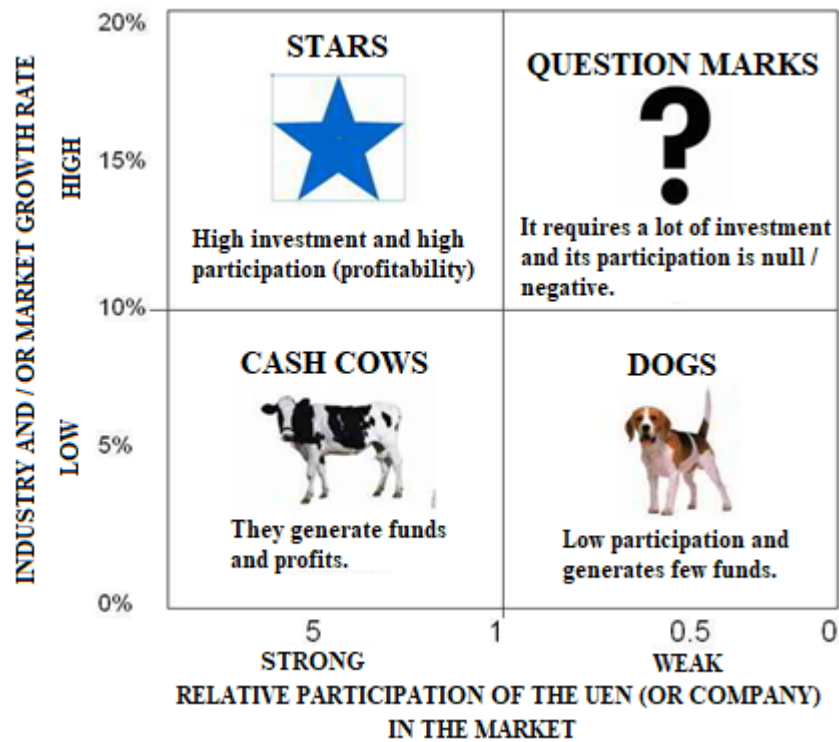 20%
STARS
QUESTION MARKS
?
15%
High investment and high
participation (profitability)
It requires a lot of investment
and its participation is null /
negative.
10%
CASH COWS
DOGS
5%
They generate funds
and profits.
Low participation and
generates few funds.
0%
INDUSTRY AND / OR MARKET GROWTH RATE
HIGH
LOW
5
1
0.5
0
STRONG
WEAK
RELATIVE PARTICIPATION OF THE UEN (OR COMPANY)
IN THE MARKET